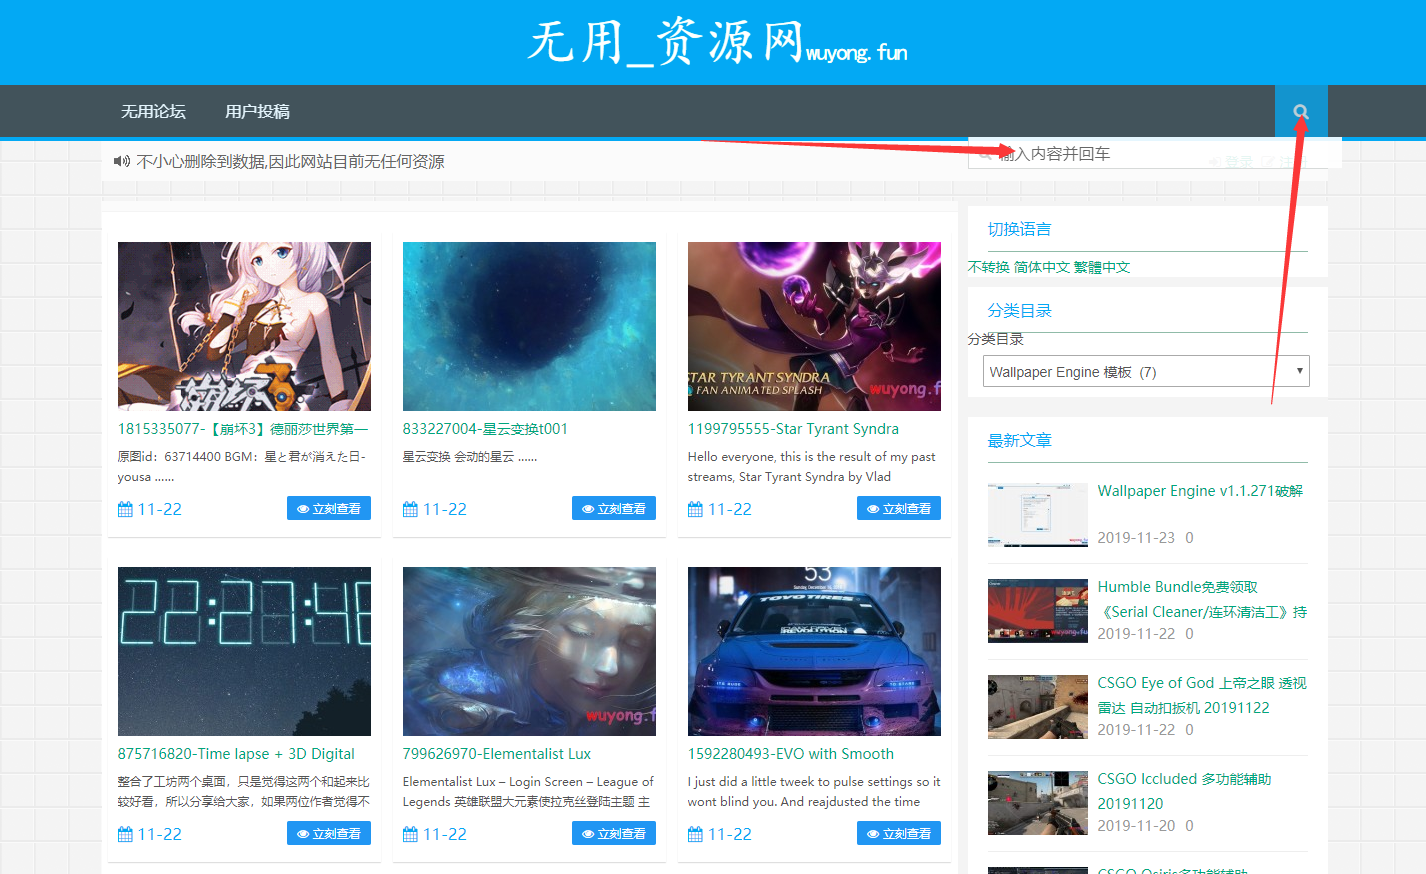 无用_资源网wuyong.fun
无用论坛 用户投稿
不小心删除到数据,因此网站目前无任何资源
输入内容并回车
登录
切换语言
不转换 简体中文 繁體中文
分类目录
分类目录
Wallpaper Engine 模板 (7)
崩坏3
1815335077-【崩坏3】德丽莎世界第一
原图id：63714400 BGM：星と君が消えた日-
yousa ......
11-22 立刻查看
833227004-星云变换t001
星云变换 会动的星云 ......
11-22 立刻查看
STAR TYRANT SYNDRA
FAN ANIMATED SPLASH
wuyong.f
1199795555-Star Tyrant Syndra
Hello everyone, this is the result of my past
streams, Star Tyrant Syndra by Vlad
11-22 立刻查看
22:27:48
875716820-Time lapse + 3D Digital
整合了工坊两个桌面，只是觉得这两个和起来比
较好看，所以分享给大家，如果两位作者觉得不
11-22 立刻查看
wuyong.f
799626970-Elementalist Lux
Elementalist Lux – Login Screen – League of
Legends 英雄联盟大元素使拉克丝登陆主题 主
11-22 立刻查看
53
TOYO TIRES
REVOLUTION
1592280493-EVO with Smooth
I just did a little tweek to pulse settings so it
wont blind you. And reajdusted the time
11-22 立刻查看
最新文章
Wallpaper Engine v1.1.271破解
2019-11-23 0
Humble Bundle免费领取
《Serial Cleaner/连环清洁工》持
2019-11-22 0
wuyong.fu
CSGO Eye of God 上帝之眼 透视
雷达 自动扣扳机 20191122
2019-11-22 0
CSGO Iccluded 多功能辅助
20191120
2019-11-20 0
CSGO Osiris多功能辅助